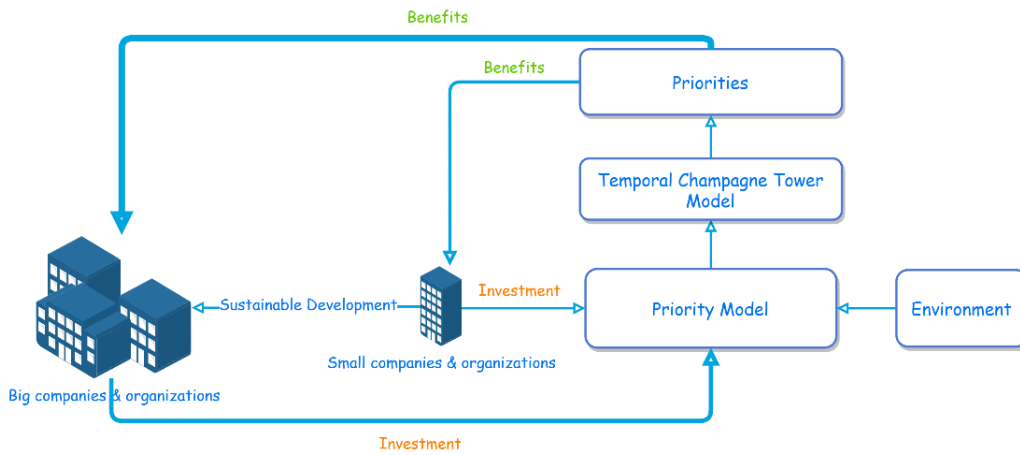 Benefits
Benefits
Priorities
Temporal Champagne Tower
Model
Sustainable Development
Investment
Priority Model
Environment
Small companies & organizations
Big companies & organizations
Investment